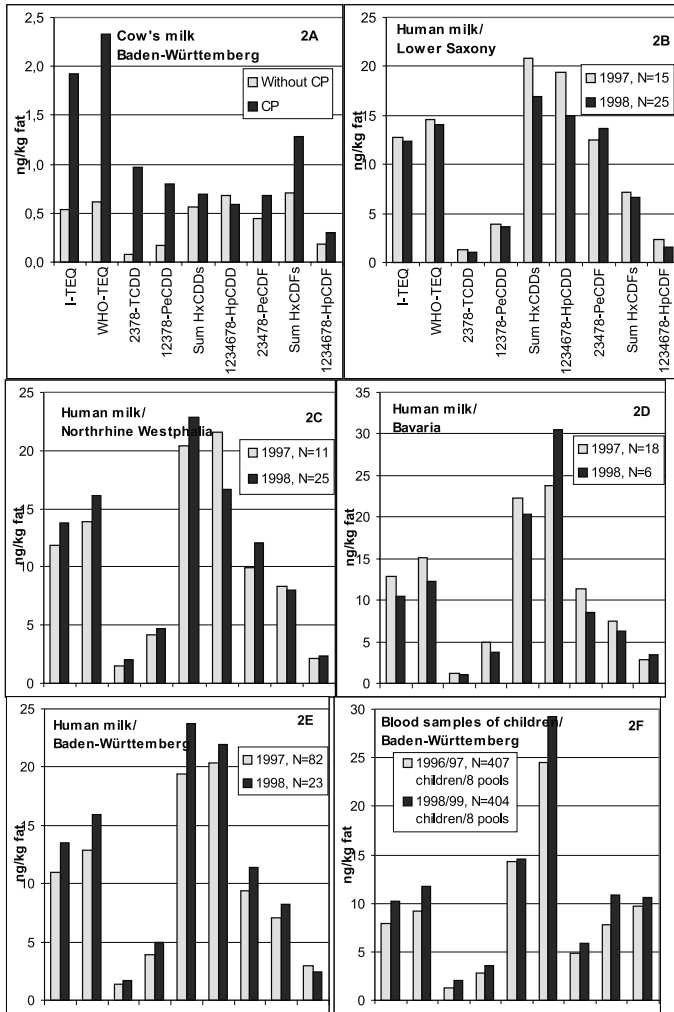 Cow's milk
Baden-Württemberg
2A
Without CP
CP
ng/kg fat
2,5
2,0
1,5
1,0
0,5
0,0
I-TEQ
WHO-TEQ
2378-TCDD
12378-PeCDD
Sum HxCDDs
1234678-HpCDD
23478-PeCDF
Sum HxCDFs
1234678-HpCDF
Human milk/
Lower Saxony
2B
1997, N=15
1998, N=25
ng/kg fat
25
20
15
10
5
0
I-TEQ
WHO-TEQ
2378-TCDD
12378-PeCDD
Sum HxCDDs
1234678-HpCDD
23478-PeCDF
Sum HxCDFs
1234678-HpCDF
Human milk/
Northrhine Westphalia
2C
1997, N=11
1998, N=25
ng/kg fat
25
20
15
10
5
0
Human milk/
Bavaria
2D
1997, N=18
1998, N=6
ng/kg fat
35
30
25
20
15
10
5
0
Human milk/
Baden-Württemberg
2E
1997, N=82
1998, N=23
ng/kg fat
25
20
15
10
5
0
Blood samples of children/
Baden-Württemberg
2F
1996/97, N=407
children/8 pools
1998/99, N=404
children/8 pools
ng/kg fat
30
25
20
15
10
5
0